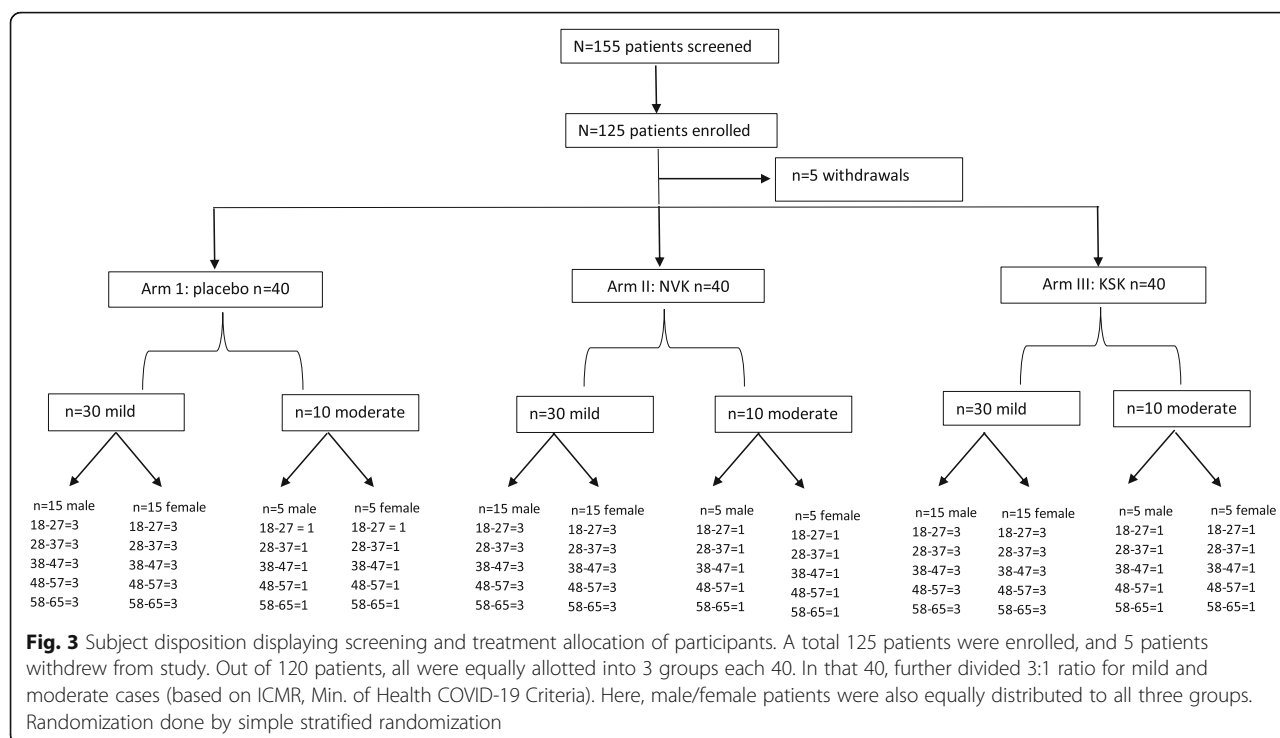 N=155 patients screened
N=125 patients enrolled
n=5 withdrawals
Arm 1: placebo n=40
Arm II: NVK n=40
Arm III: KSK n=40
n=30 mild
n=10 moderate
n=30 mild
n=10 moderate
n=30 mild
n=10 moderate
n=15 male
18-27=3
28-37=3
38-47=3
48-57=3
58-65=3
n=15 female
18-27=3
28-37=3
38-47=3
48-57=3
58-65=3
n=5 male
18-27 = 1
28-37=1
38-47=1
48-57=1
58-65=1
n=5 female
18-27 = 1
28-37=1
38-47=1
48-57=1
58-65=1
n=15 male
18-27=3
28-37=3
38-47=3
48-57=3
58-65=3
n=15 female
18-27=3
28-37=3
38-47=3
48-57=3
58-65=3
n=5 male
18-27=1
28-37=1
38-47=1
48-57=1
58-65=1
n=5 female
18-27=1
28-37=1
38-47=1
48-57=1
58-65=1
n=15 male
18-27=3
28-37=3
38-47=3
48-57=3
58-65=3
n=15 female
18-27=3
28-37=3
38-47=3
48-57=3
58-65=3
n=5 male
18-27=1
28-37=1
38-47=1
48-57=1
58-65=1
n=5 female
18-27=1
28-37=1
38-47=1
48-57=1
58-65=1
Fig. 3 Subject disposition displaying screening and treatment allocation of participants. A total 125 patients were enrolled, and 5 patients
withdrew from study. Out of 120 patients, all were equally allotted into 3 groups each 40. In that 40, further divided 3:1 ratio for mild and
moderate cases (based on ICMR, Min. of Health COVID-19 Criteria). Here, male/female patients were also equally distributed to all three groups.
Randomization done by simple stratified randomization